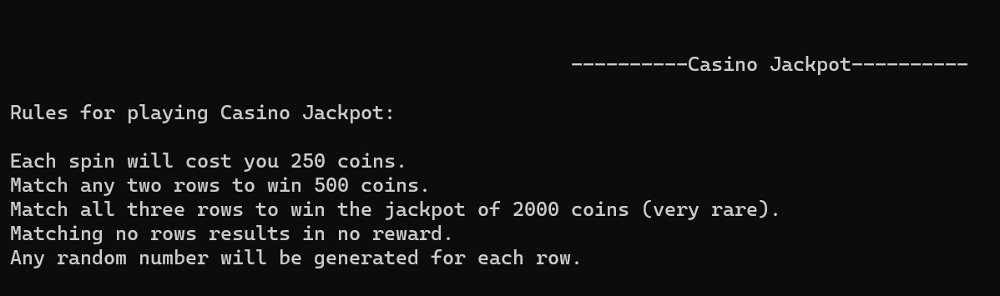 ----------Casino Jackpot----------
Rules for playing Casino Jackpot:
Each spin will cost you 250 coins.
Match any two rows to win 500 coins.
Match all three rows to win the jackpot of 2000 coins (very rare).
Matching no rows results in no reward.
Any random number will be generated for each row.